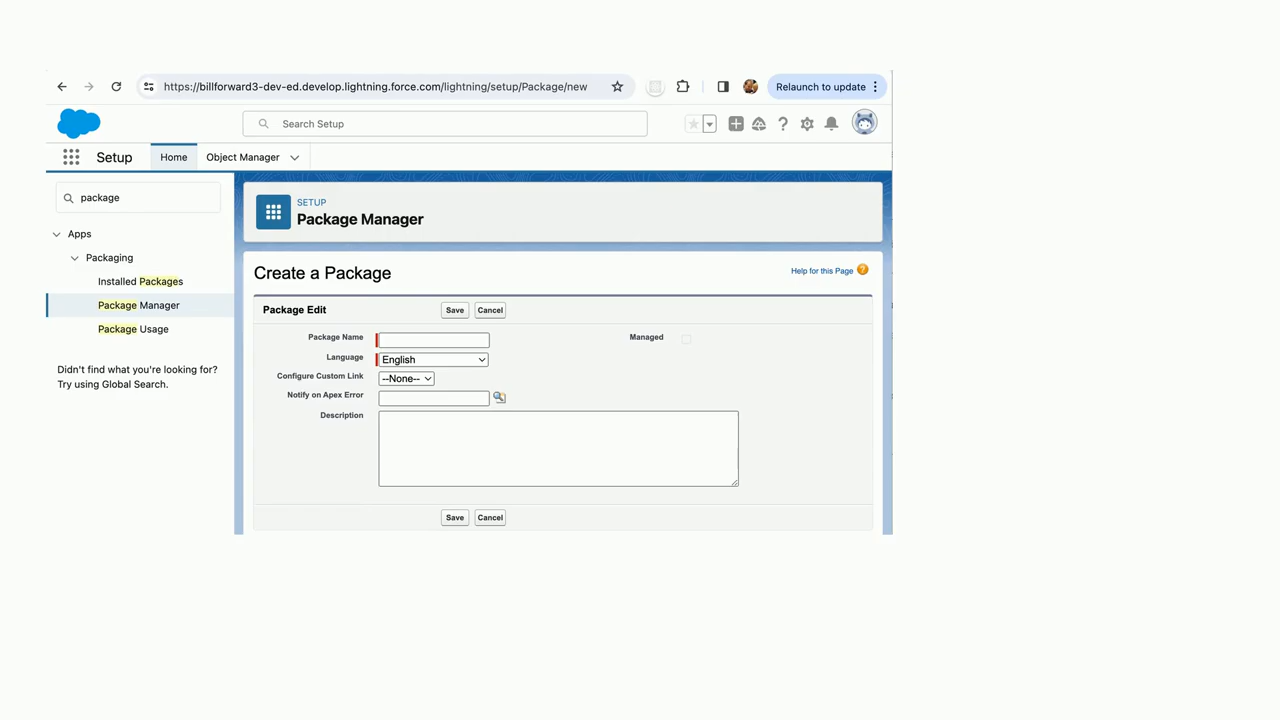 https://billforward3-dev-ed.develop.lightning.force.com/lightning/setup/Package/new
Relaunch to update
Search Setup
Setup
Home
Object Manager
package
Apps
Packaging
Installed Packages
Package Manager
Package Usage
Didn't find what you're looking for?
Try using Global Search.
SETUP
Package Manager
Create a Package
Help for this Page
Package Edit
Save
Cancel
Package Name
Managed
Language
English
Configure Custom Link
--None--
Notify on Apex Error
Description
Save
Cancel